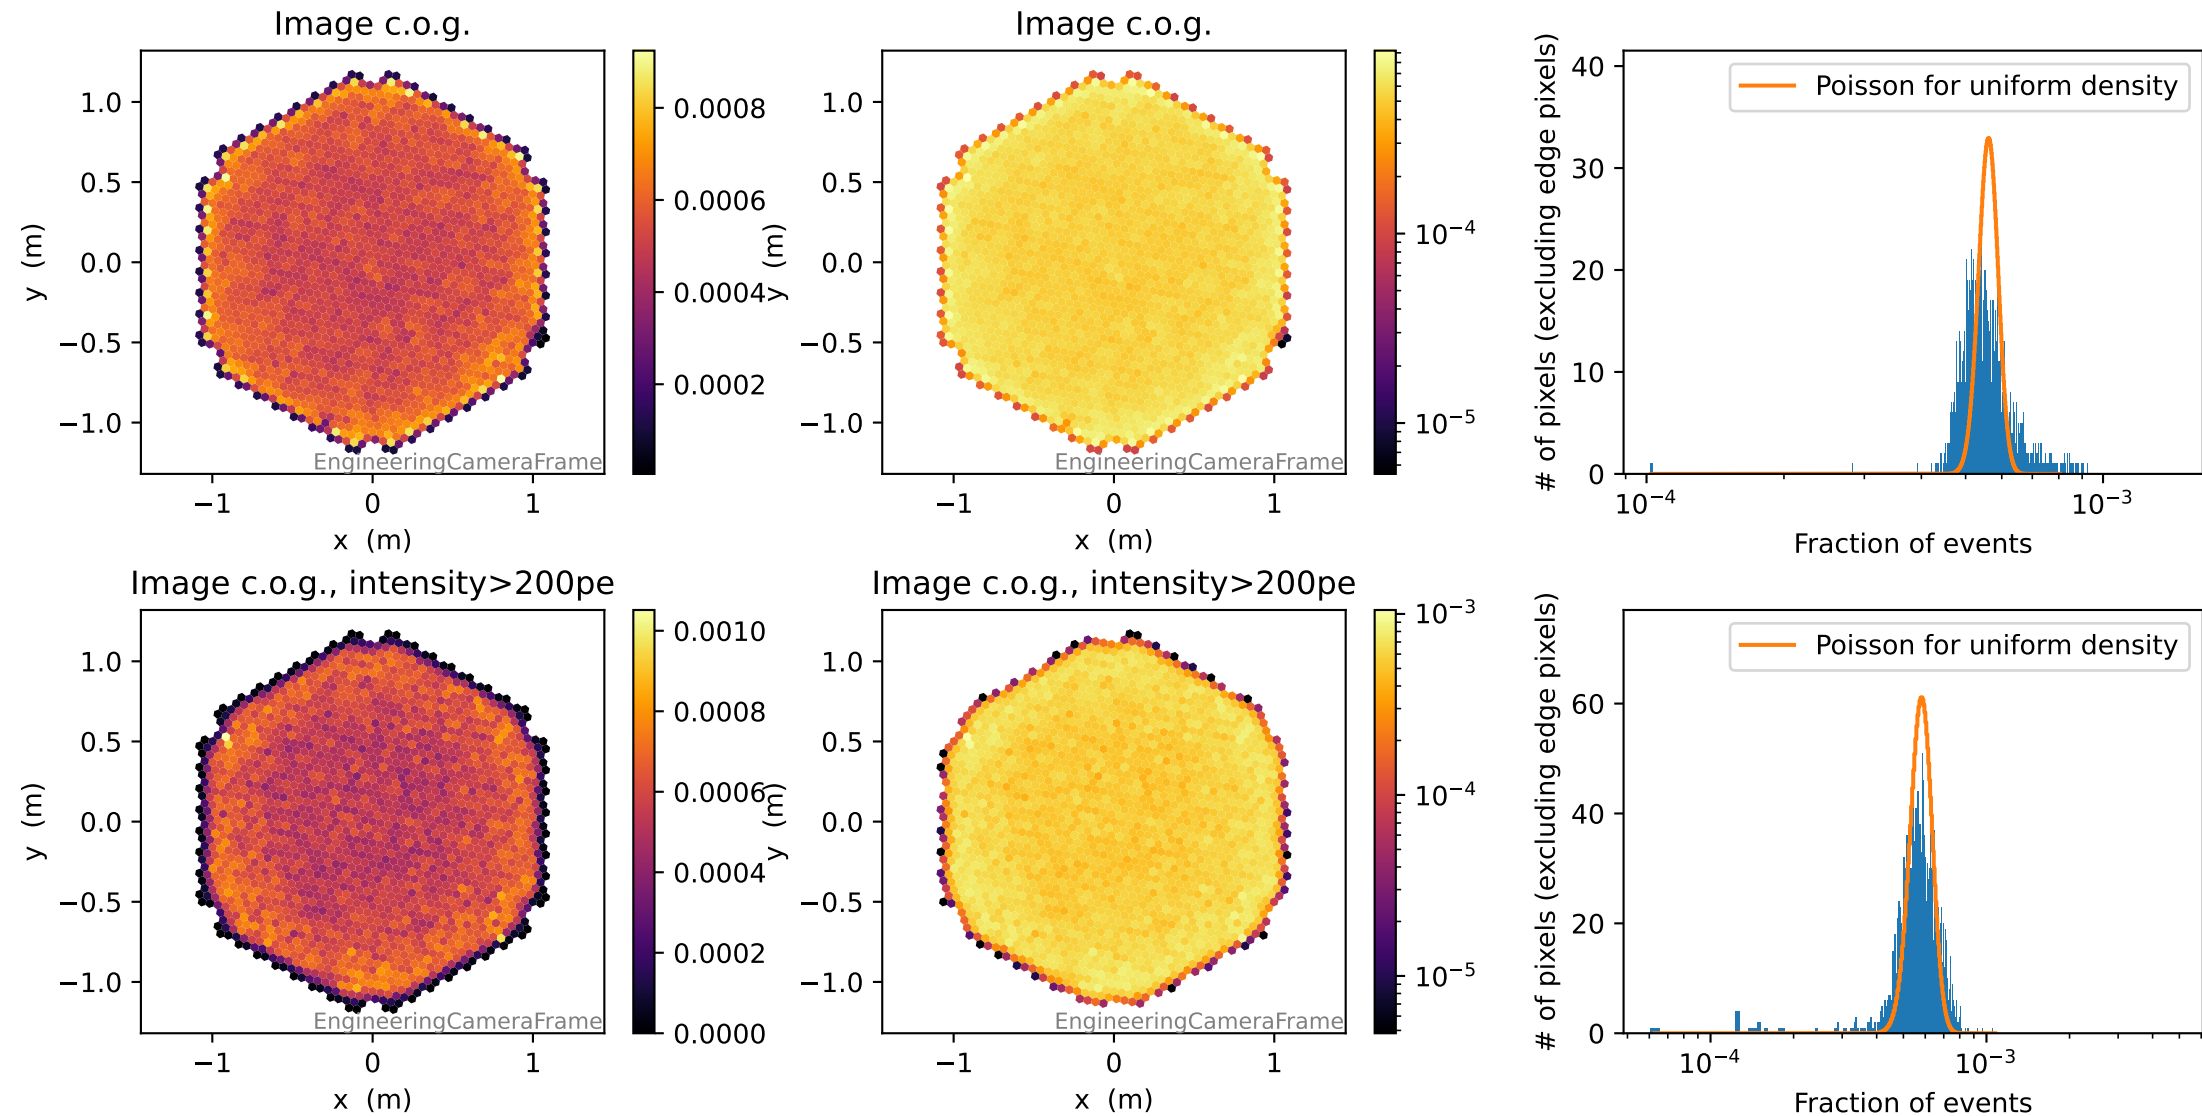 Image c.o.g.
1.0
0.5
0.0
−0.5
−1.0
y (m)
−1
0
1
x (m)
EngineeringCameraFrame
0.0008
0.0006
0.0004
0.0002
Image c.o.g.
1.0
0.5
0.0
−0.5
−1.0
y (m)
−1
0
1
x (m)
EngineeringCameraFrame
10⁻⁴
10⁻⁵
# of pixels (excluding edge pixels)
40
30
20
10
0
Poisson for uniform density
10⁻⁴
10⁻³
Fraction of events
Image c.o.g., intensity>200pe
1.0
0.5
0.0
−0.5
−1.0
y (m)
−1
0
1
x (m)
EngineeringCameraFrame
0.0010
0.0008
0.0006
0.0004
0.0002
0.0000
Image c.o.g., intensity>200pe
1.0
0.5
0.0
−0.5
−1.0
y (m)
−1
0
1
x (m)
EngineeringCameraFrame
10⁻³
10⁻⁴
10⁻⁵
# of pixels (excluding edge pixels)
60
40
20
0
Poisson for uniform density
10⁻⁴
10⁻³
Fraction of events